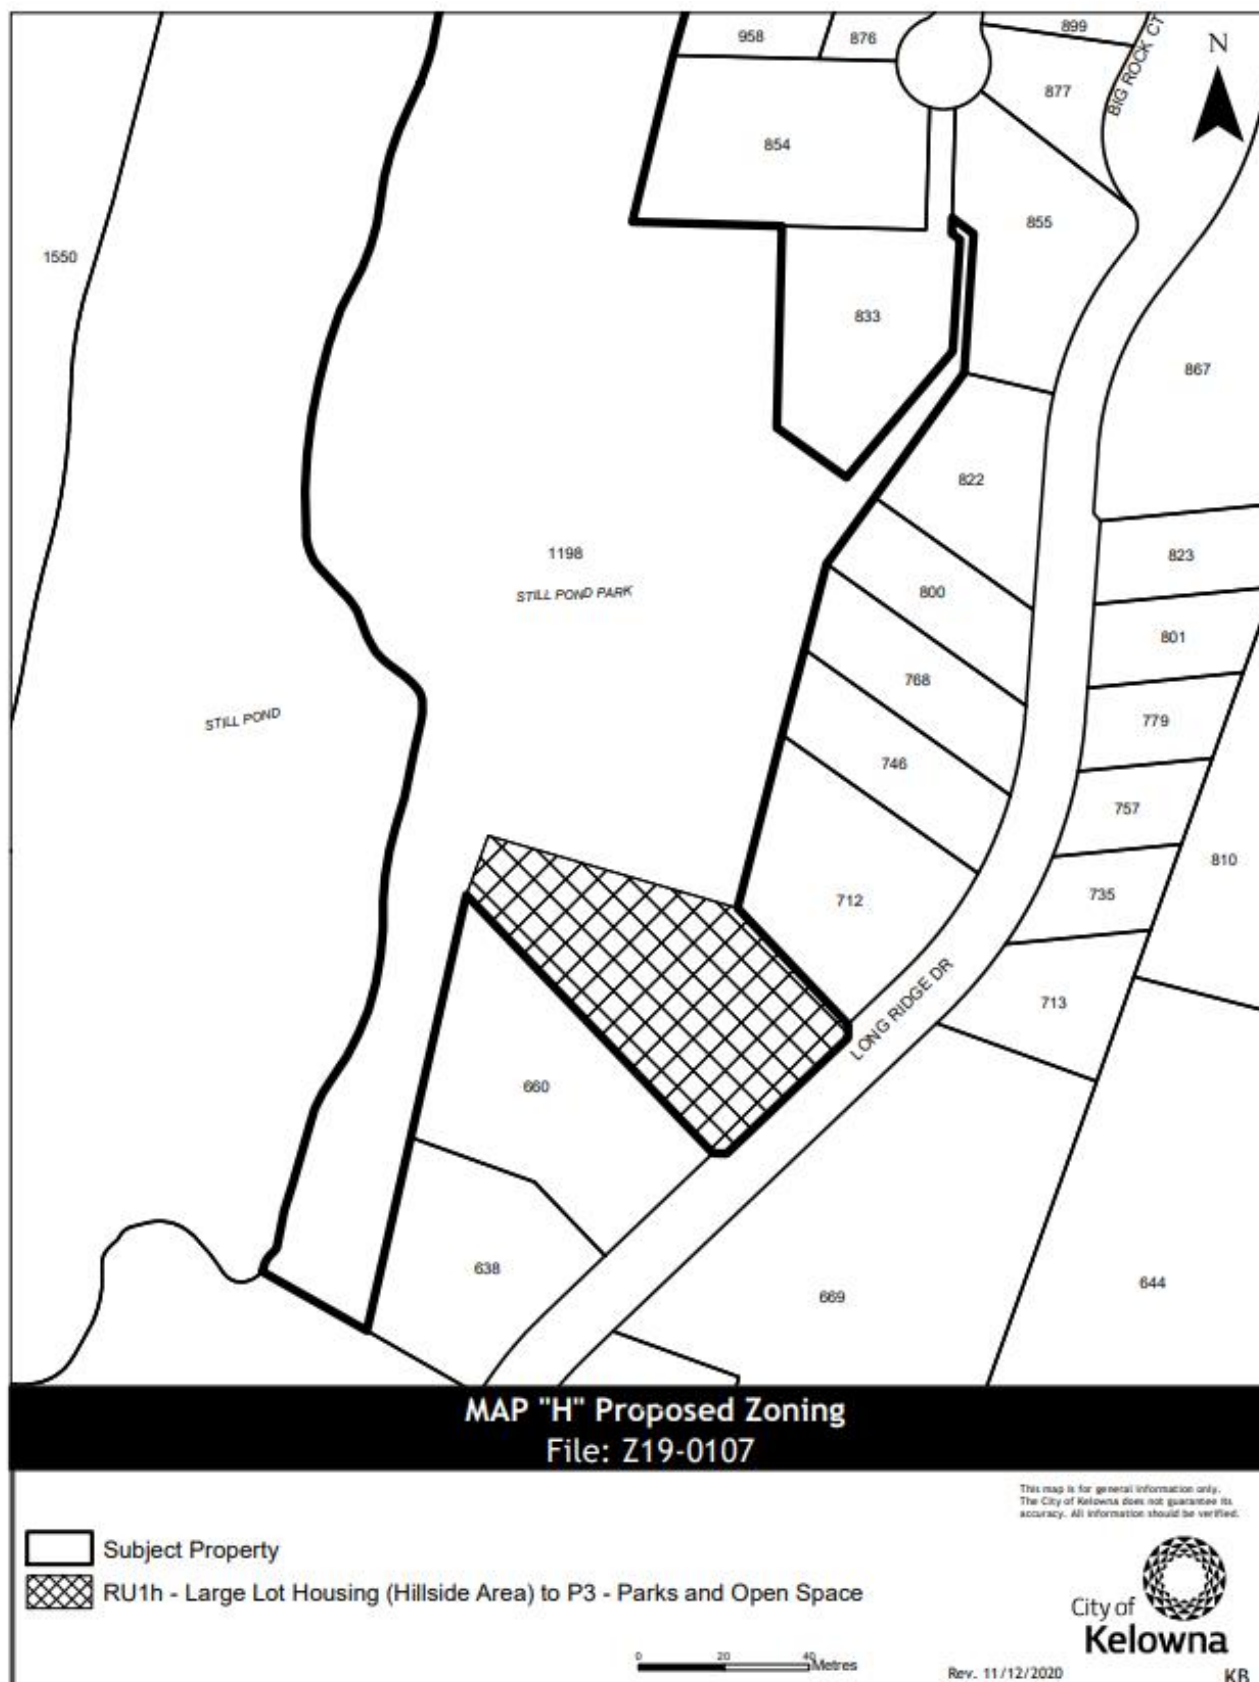 958
876
899
N
877
BIG ROCK CT
854
855
1550
833
867
822
1198
STILL POND PARK
823
800
801
768
STILL POND
779
746
757
810
712
735
LONG RIDGE DR
713
660
638
669
644
MAP "H" Proposed Zoning
File: Z19-0107
This map is for general information only.
The City of Kelowna does not guarantee its
accuracy. All information should be verified.
Subject Property
RU1h - Large Lot Housing (Hillside Area) to P3 - Parks and Open Space
City of
Kelowna
0 20 40
Metres
Rev. 11/12/2020
KB